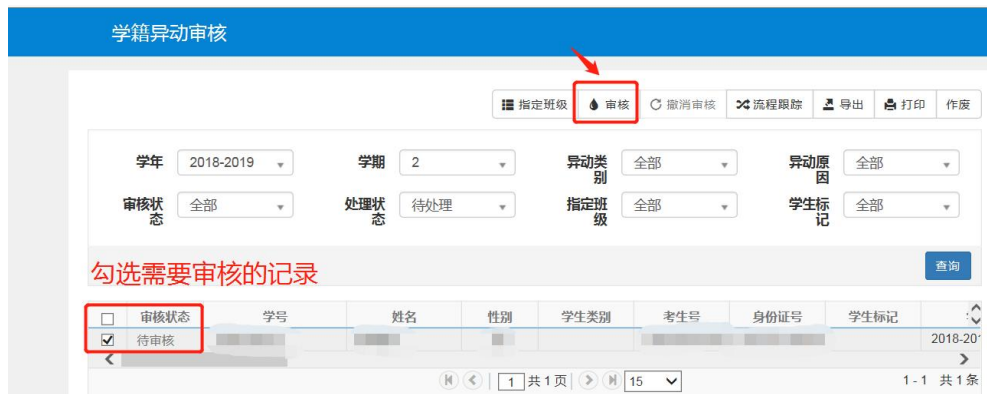 学籍异动审核
指定班级 审核 撤消审核 流程跟踪 导出 打印 作废
学年 2018-2019 学期 2 异动类别 全部 异动原因 全部
审核状态 全部 处理状态 待处理 指定班级 全部 学生标记 全部
查询
勾选需要审核的记录
审核状态 学号 姓名 性别 学生类别 考生号 身份证号 学生标记
待审核 2018-20
1 共1页 15 1 - 1 共1条